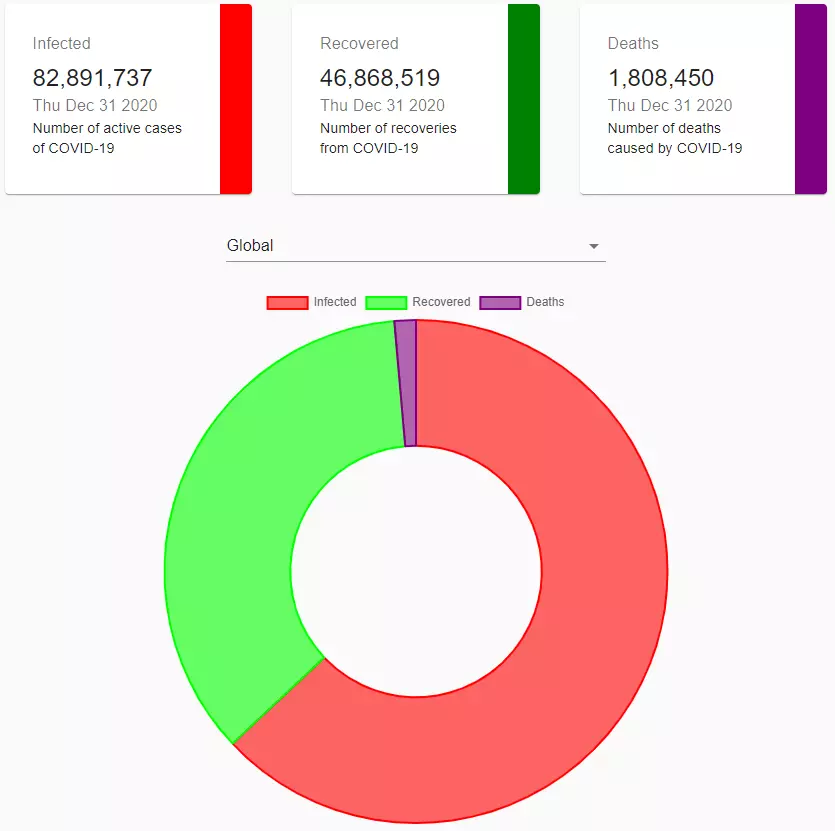 Infected
82,891,737
Thu Dec 31 2020
Number of active cases
of COVID-19
Recovered
46,868,519
Thu Dec 31 2020
Number of recoveries
from COVID-19
Deaths
1,808,450
Thu Dec 31 2020
Number of deaths
caused by COVID-19
Global
Infected Recovered Deaths